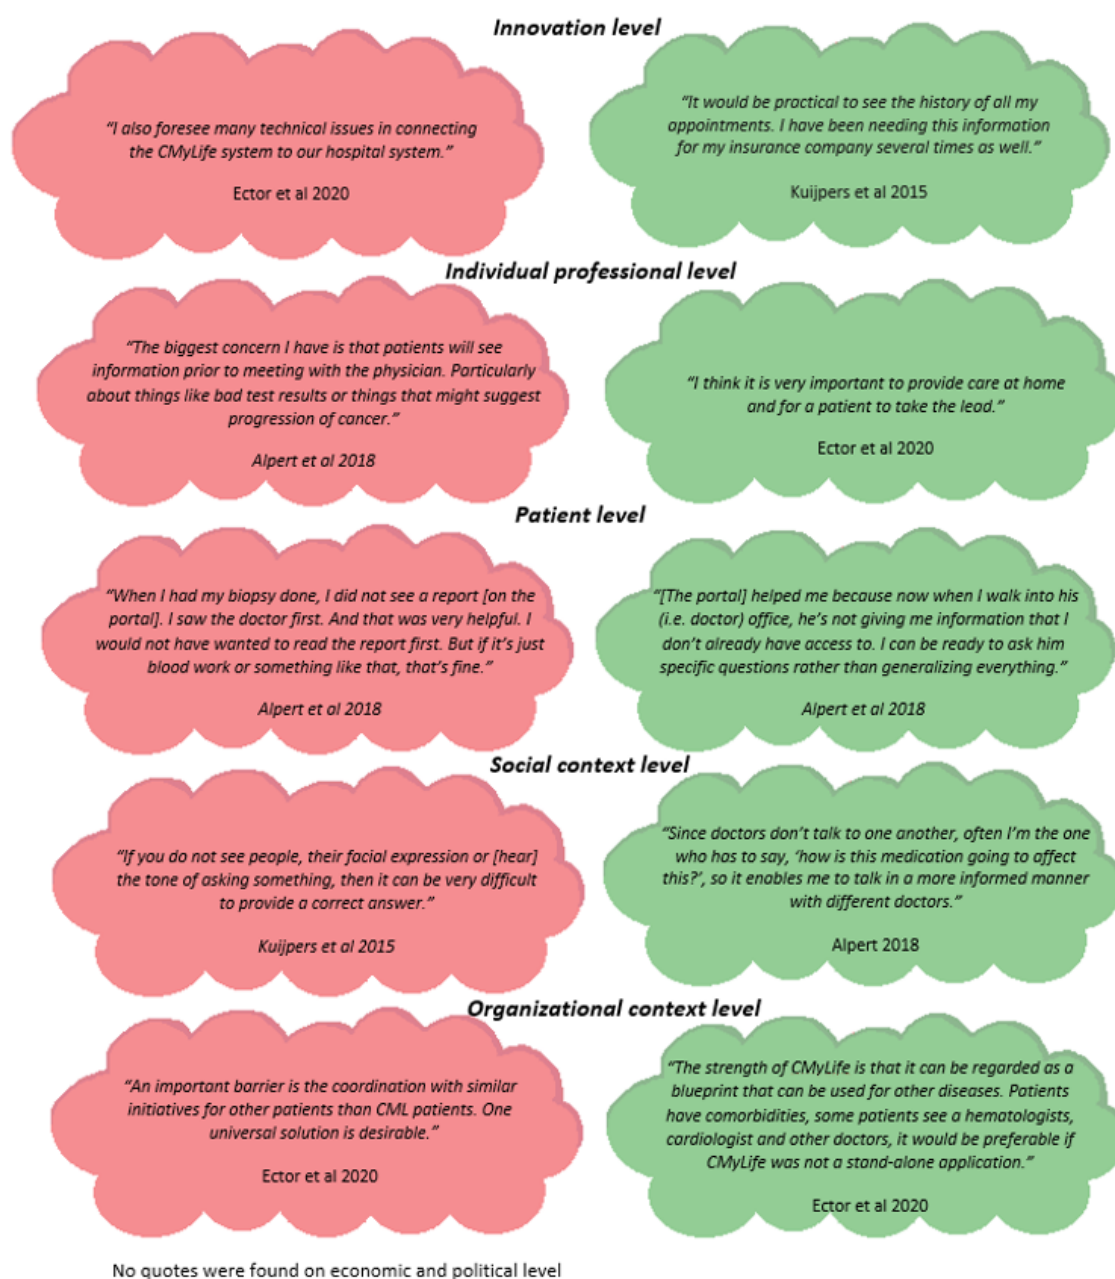 Innovation level
“I also foresee many technical issues in connecting
the CMyLife system to our hospital system.”
Ector et al 2020
“It would be practical to see the history of all my
appointments. I have been needing this information
for my insurance company several times as well.”
Kuijpers et al 2015
Individual professional level
“The biggest concern I have is that patients will see
information prior to meeting with the physician. Particularly
about things like bad test results or things that might suggest
progression of cancer.”
Alpert et al 2018
“I think it is very important to provide care at home
and for a patient to take the lead.”
Ector et al 2020
Patient level
“When I had my biopsy done, I did not see a report [on the
portal]. I saw the doctor first. And that was very helpful. I
would not have wanted to read the report first. But if it’s just
blood work or something like that, that’s fine.”
Alpert et al 2018
“[The portal] helped me because now when I walk into his
(i.e. doctor) office, he’s not giving me information that I
don’t already have access to. I can be ready to ask him
specific questions rather than generalizing everything.”
Alpert et al 2018
Social context level
“If you do not see people, their facial expression or [hear]
the tone of asking something, then it can be very difficult
to provide a correct answer.”
Kuijpers et al 2015
“Since doctors don’t talk to one another, often I’m the one
who has to say, ‘how is this medication going to affect
this?’, so it enables me to talk in a more informed manner
with different doctors.”
Alpert 2018
Organizational context level
“An important barrier is the coordination with similar
initiatives for other patients than CML patients. One
universal solution is desirable.”
Ector et al 2020
“The strength of CMyLife is that it can be regarded as a
blueprint that can be used for other diseases. Patients
have comorbidities, some patients see a hematologists,
cardiologist and other doctors, it would be preferable if
CMyLife was not a stand-alone application.”
Ector et al 2020
No quotes were found on economic and political level